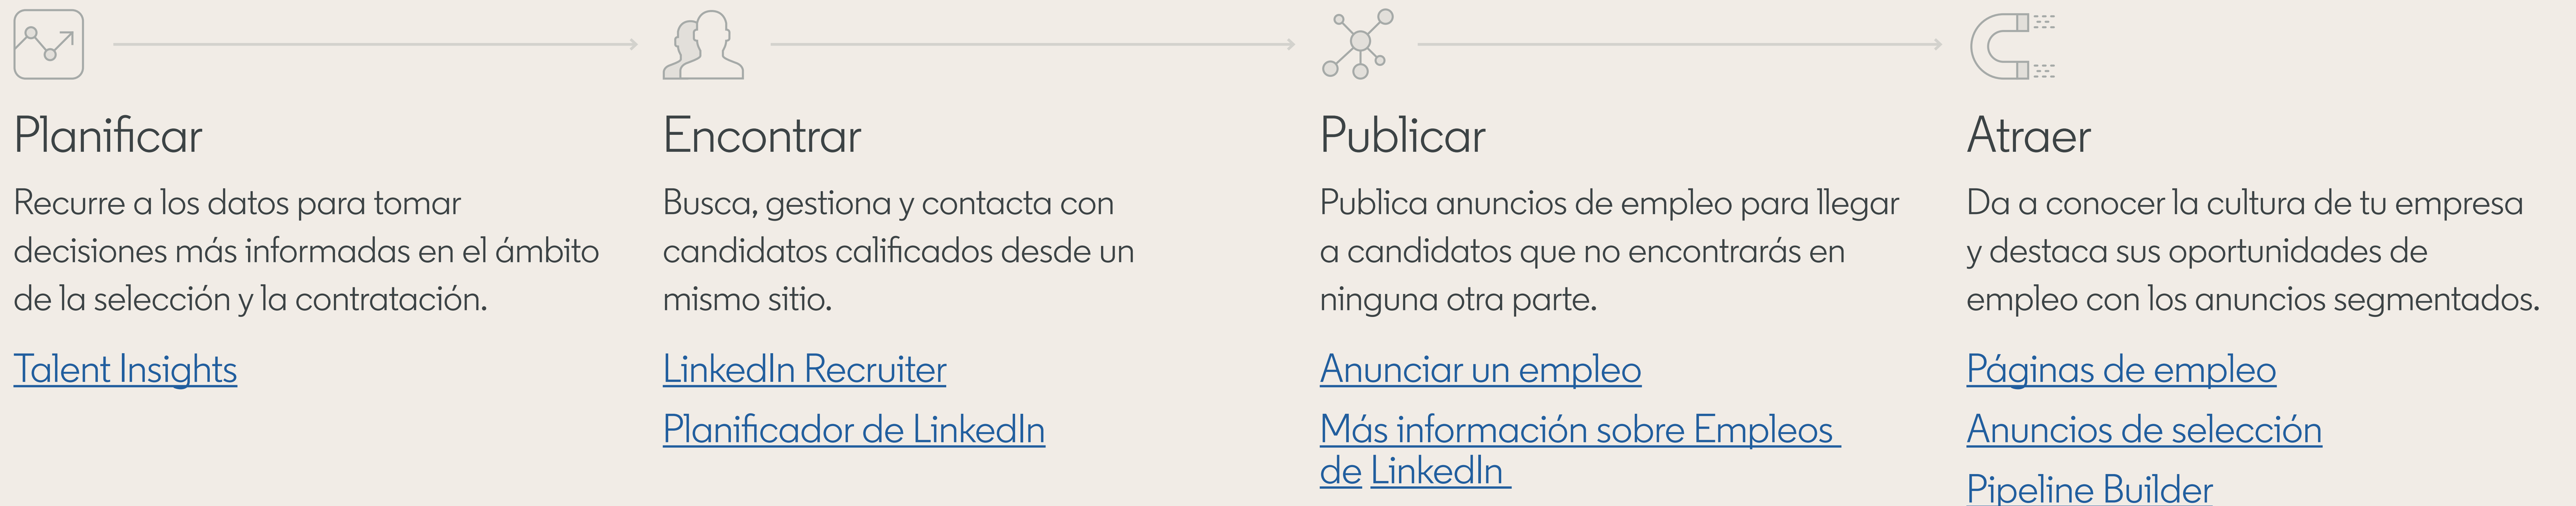 Planificar
Recurre a los datos para tomar
decisiones más informadas en el ámbito
de la selección y la contratación.
Talent Insights
Encontrar
Busca, gestiona y contacta con
candidatos calificados desde un
mismo sitio.
LinkedIn Recruiter
Planificador de LinkedIn
Publicar
Publica anuncios de empleo para llegar
a candidatos que no encontrarás en
ninguna otra parte.
Anunciar un empleo
Más información sobre Empleos
de LinkedIn
Atraer
Da a conocer la cultura de tu empresa
y destaca sus oportunidades de
empleo con los anuncios segmentados.
Páginas de empleo
Anuncios de selección
Pipeline Builder